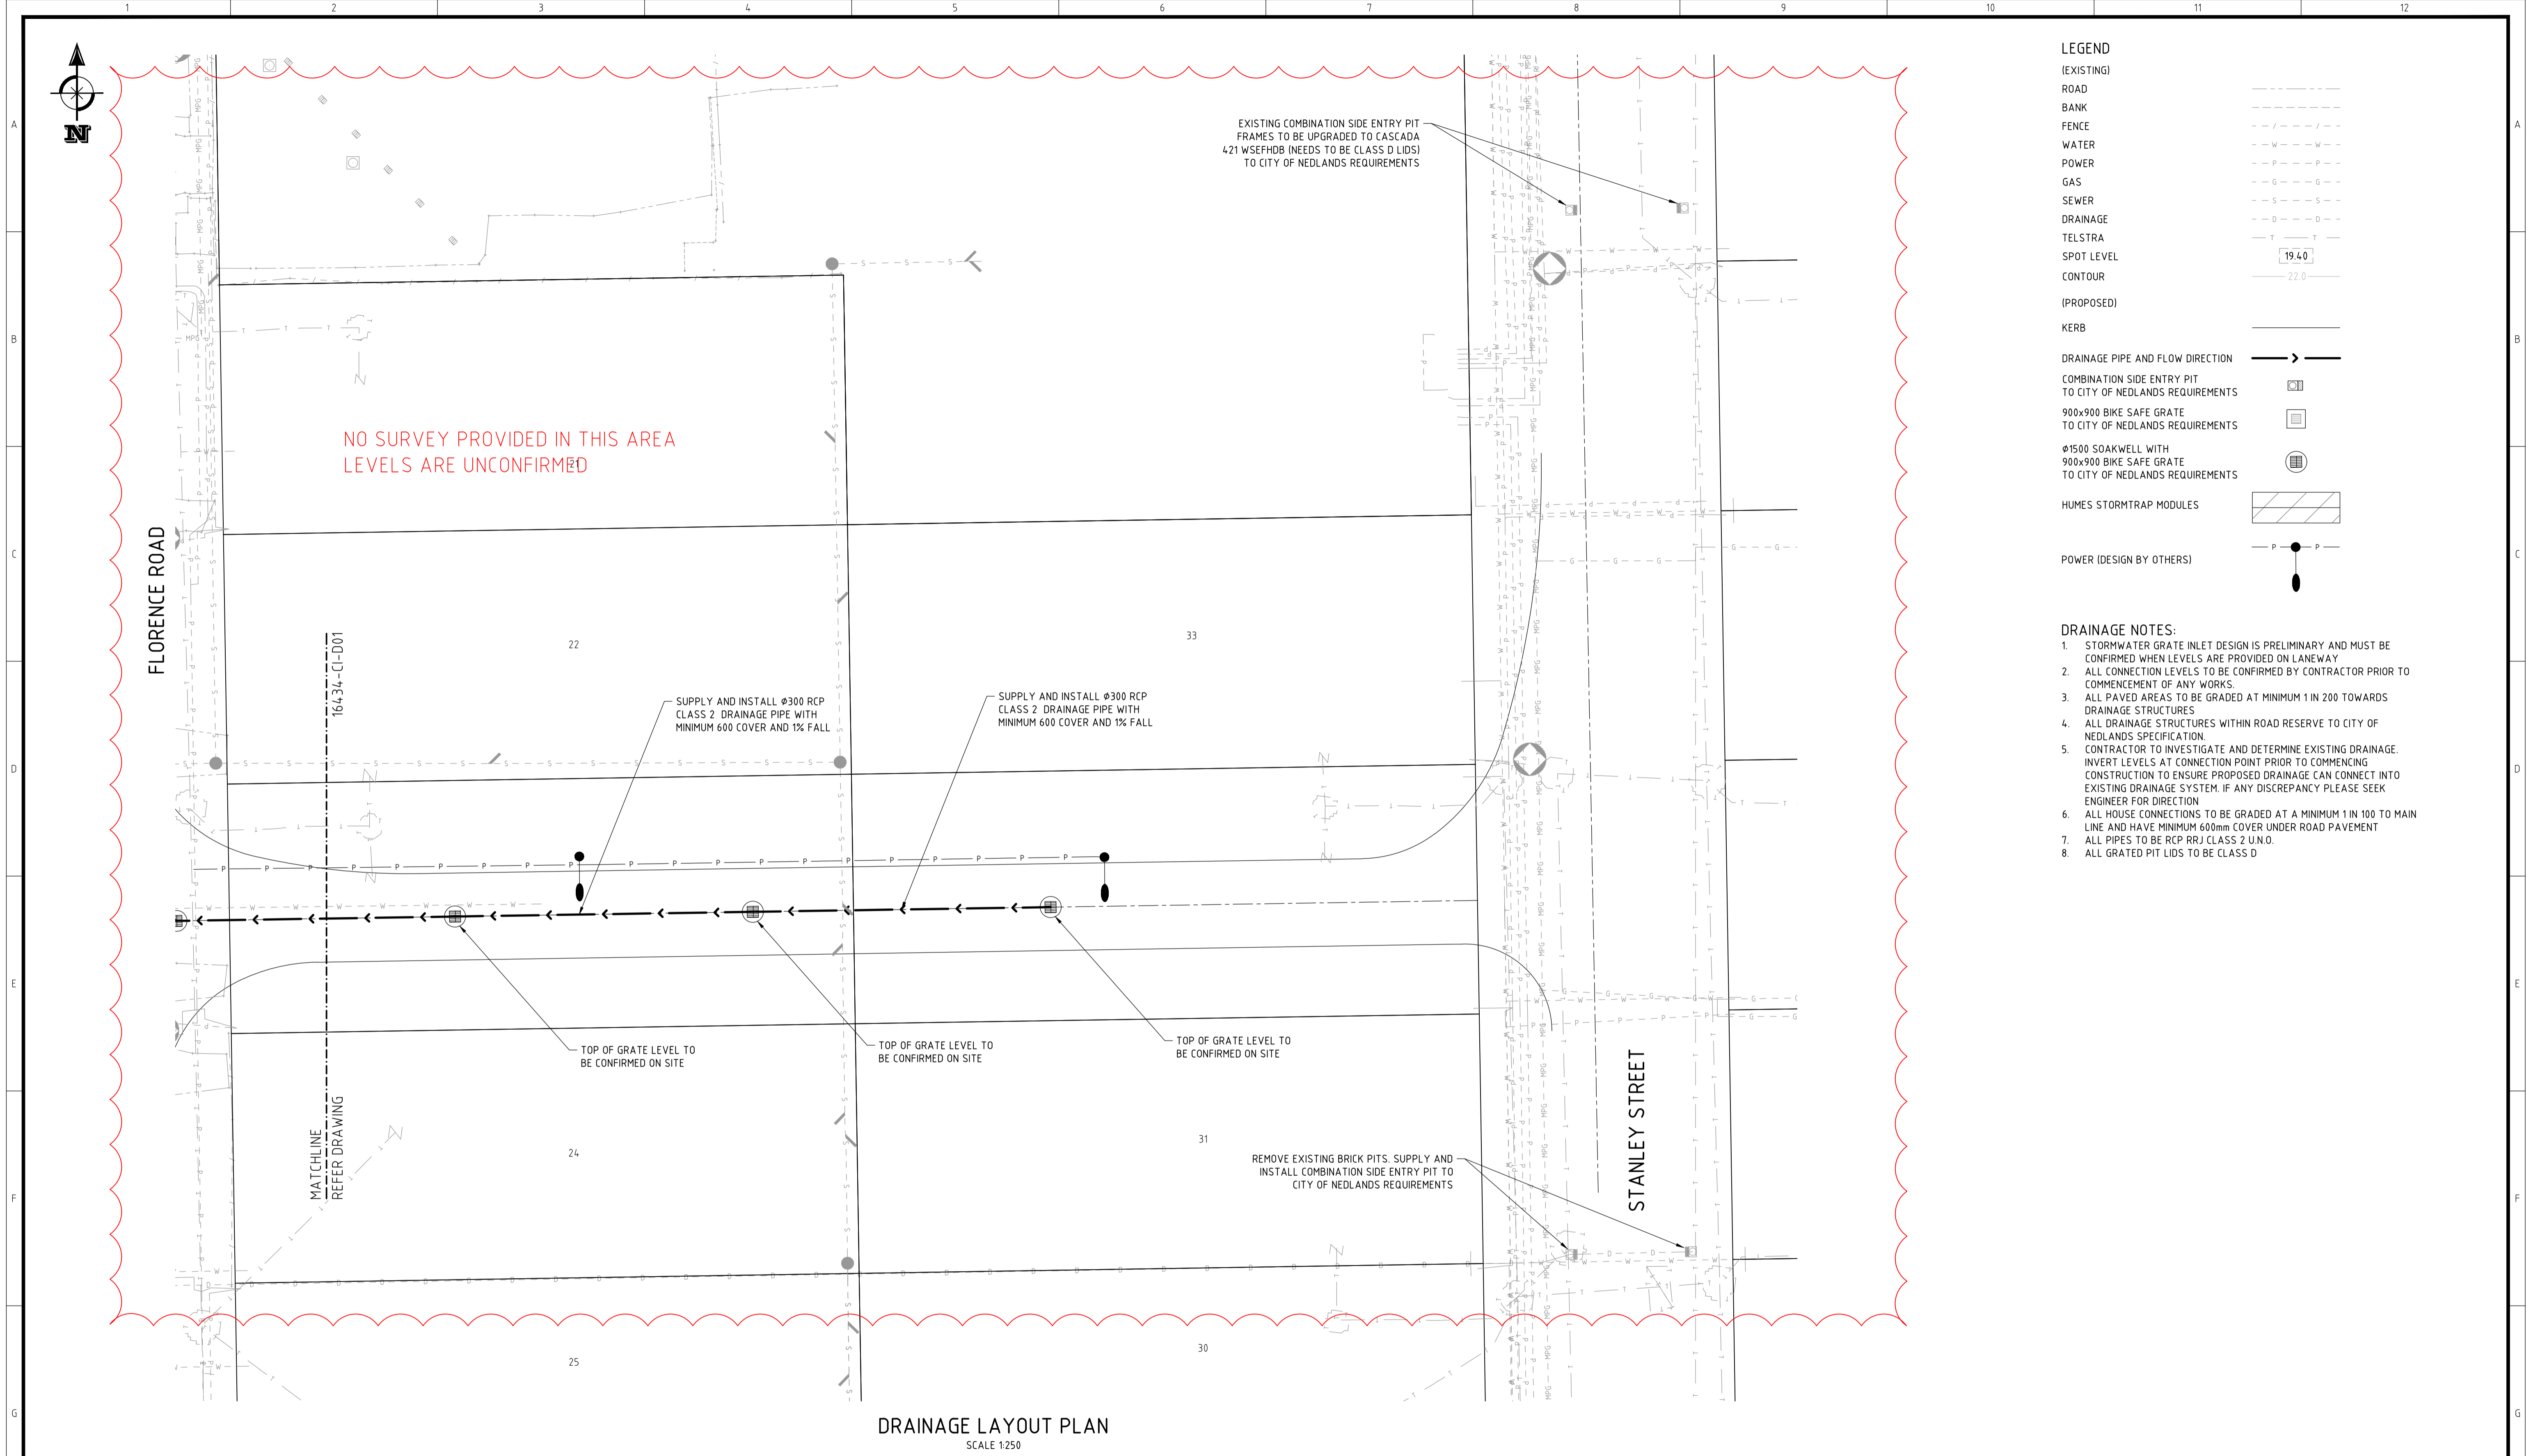 1 2 3 4 5 6 7 8 9 10 11 12
A
B
C
D
E
F
G
N
EXISTING COMBINATION SIDE ENTRY PIT
FRAMES TO BE UPGRADED TO CASCADA
421 WSEFHDB (NEEDS TO BE CLASS D LIDS)
TO CITY OF NEDLANDS REQUIREMENTS
NO SURVEY PROVIDED IN THIS AREA
LEVELS ARE UNCONFIRMED
21
FLORENCE ROAD
22
33
16434-CI-D01
SUPPLY AND INSTALL Ø300 RCP
CLASS 2 DRAINAGE PIPE WITH
MINIMUM 600 COVER AND 1% FALL
SUPPLY AND INSTALL Ø300 RCP
CLASS 2 DRAINAGE PIPE WITH
MINIMUM 600 COVER AND 1% FALL
TOP OF GRATE LEVEL TO
BE CONFIRMED ON SITE
TOP OF GRATE LEVEL TO
BE CONFIRMED ON SITE
TOP OF GRATE LEVEL TO
BE CONFIRMED ON SITE
MATCHLINE
REFER DRAWING
24
31
STANLEY STREET
REMOVE EXISTING BRICK PITS. SUPPLY AND
INSTALL COMBINATION SIDE ENTRY PIT TO
CITY OF NEDLANDS REQUIREMENTS
25
30
DRAINAGE LAYOUT PLAN
SCALE 1:250
LEGEND
(EXISTING)
ROAD
BANK
FENCE
WATER
POWER
GAS
SEWER
DRAINAGE
TELSTRA
SPOT LEVEL 19.40
CONTOUR 22.0
(PROPOSED)
KERB
DRAINAGE PIPE AND FLOW DIRECTION
COMBINATION SIDE ENTRY PIT
TO CITY OF NEDLANDS REQUIREMENTS
900x900 BIKE SAFE GRATE
TO CITY OF NEDLANDS REQUIREMENTS
Ø1500 SOAKWELL WITH
900x900 BIKE SAFE GRATE
TO CITY OF NEDLANDS REQUIREMENTS
HUMES STORMTRAP MODULES
POWER (DESIGN BY OTHERS)
DRAINAGE NOTES:
1. STORMWATER GRATE INLET DESIGN IS PRELIMINARY AND MUST BE
CONFIRMED WHEN LEVELS ARE PROVIDED ON LANEWAY
2. ALL CONNECTION LEVELS TO BE CONFIRMED BY CONTRACTOR PRIOR TO
COMMENCEMENT OF ANY WORKS.
3. ALL PAVED AREAS TO BE GRADED AT MINIMUM 1 IN 200 TOWARDS
DRAINAGE STRUCTURES
4. ALL DRAINAGE STRUCTURES WITHIN ROAD RESERVE TO CITY OF
NEDLANDS SPECIFICATION.
5. CONTRACTOR TO INVESTIGATE AND DETERMINE EXISTING DRAINAGE.
INVERT LEVELS AT CONNECTION POINT PRIOR TO COMMENCING
CONSTRUCTION TO ENSURE PROPOSED DRAINAGE CAN CONNECT INTO
EXISTING DRAINAGE SYSTEM. IF ANY DISCREPANCY PLEASE SEEK
ENGINEER FOR DIRECTION
6. ALL HOUSE CONNECTIONS TO BE GRADED AT A MINIMUM 1 IN 100 TO MAIN
LINE AND HAVE MINIMUM 600mm COVER UNDER ROAD PAVEMENT
7. ALL PIPES TO BE RCP RRJ CLASS 2 U.N.O.
8. ALL GRATED PIT LIDS TO BE CLASS D